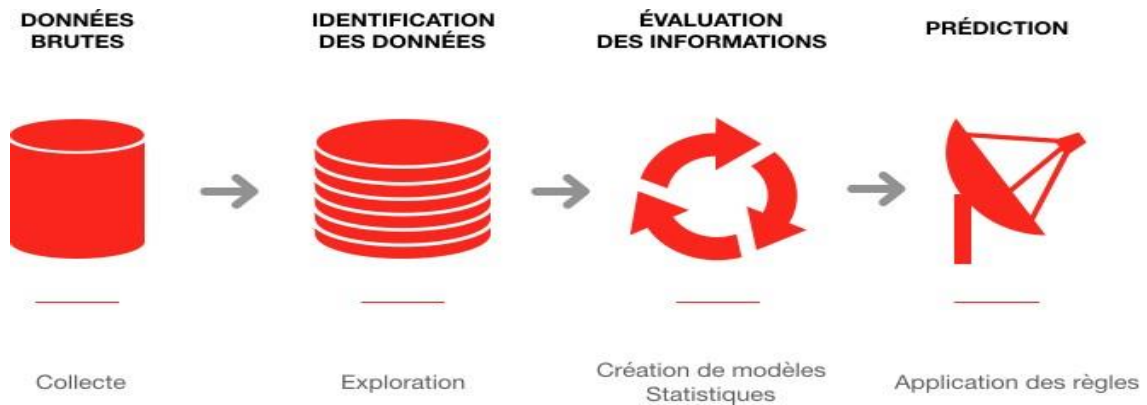 DONNÉES
BRUTES
IDENTIFICATION
DES DONNÉES
ÉVALUATION
DES INFORMATIONS
PRÉDICTION
Collecte
Exploration
Création de modèles
Statistiques
Application des règles